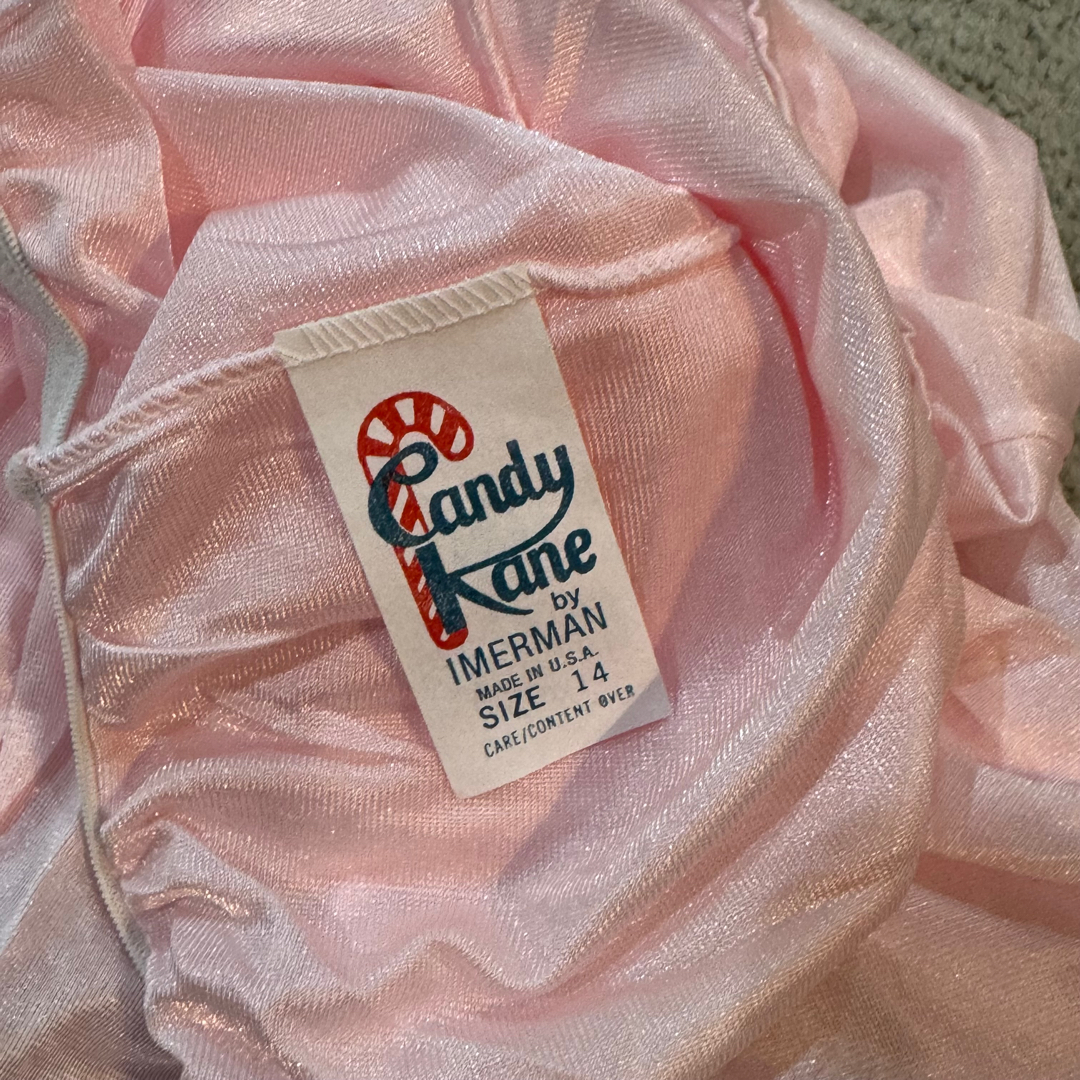 Candy
Kane
by
IMERMAN
MADE IN U.S.A.
SIZE 14
CARE/CONTENT OVER